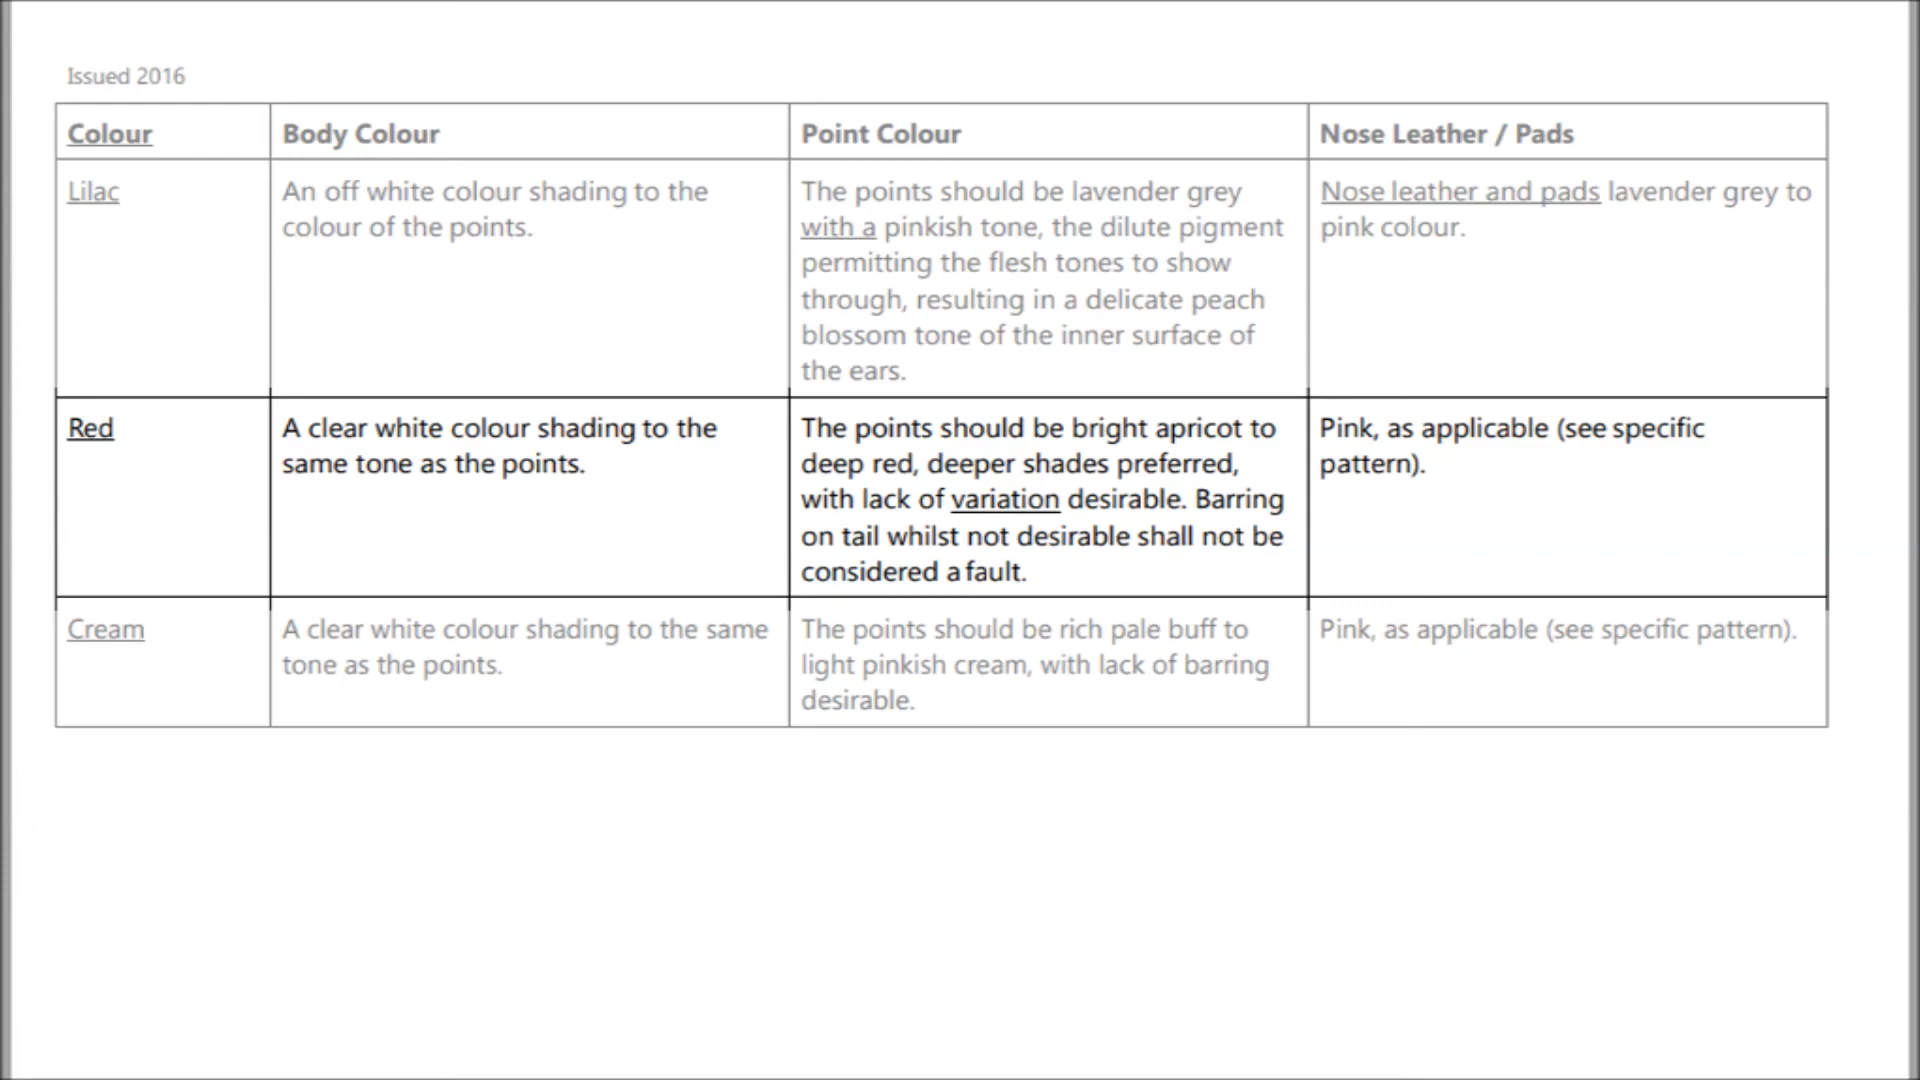 Issued 2016
Colour Body Colour Point Colour Nose Leather / Pads
Lilac
An off white colour shading to the
colour of the points.
The points should be lavender grey
with a pinkish tone, the dilute pigment
permitting the flesh tones to show
through, resulting in a delicate peach
blossom tone of the inner surface of
the ears.
Nose leather and pads lavender grey to
pink colour.
Red
A clear white colour shading to the
same tone as the points.
The points should be bright apricot to
deep red, deeper shades preferred,
with lack of variation desirable. Barring
on tail whilst not desirable shall not be
considered a fault.
Pink, as applicable (see specific
pattern).
Cream
A clear white colour shading to the same
tone as the points.
The points should be rich pale buff to
light pinkish cream, with lack of barring
desirable.
Pink, as applicable (see specific pattern).